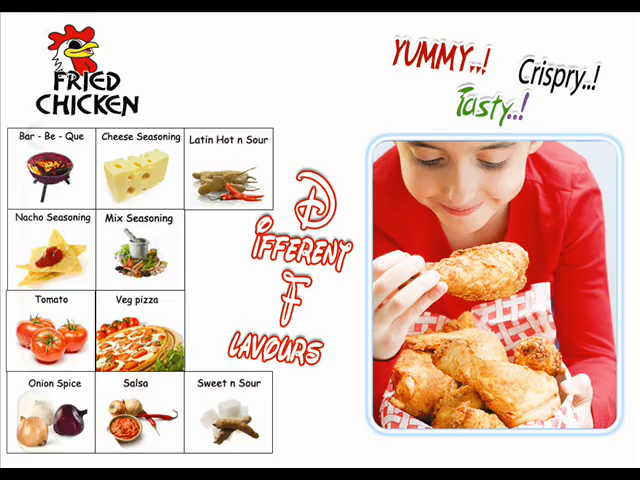 FRIED
CHICKEN
YUMMY..!
Crispry..!
Tasty..!
Bar - Be - Que
Cheese Seasoning
Latin Hot n Sour
Nacho Seasoning
Mix Seasoning
Tomato
Veg pizza
Onion Spice
Salsa
Sweet n Sour
DIFFERENT
FLAVOURS